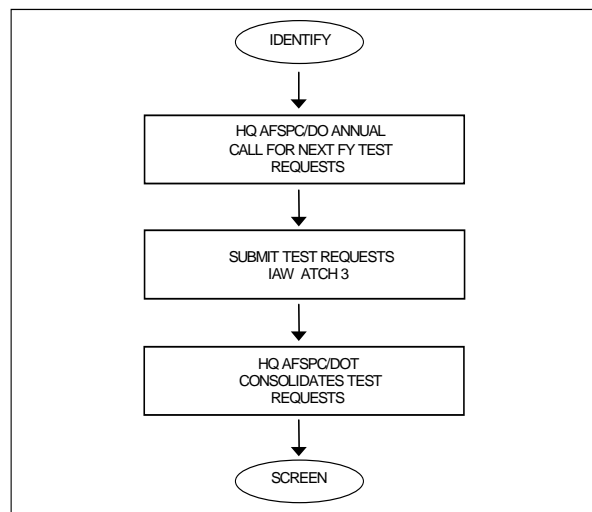 IDENTIFY
HQ AFSPC/DO ANNUAL
CALL FOR NEXT FY TEST
REQUESTS
SUBMIT TEST REQUESTS
IAW ATCH 3
HQ AFSPC/DOT
CONSOLIDATES TEST
REQUESTS
SCREEN